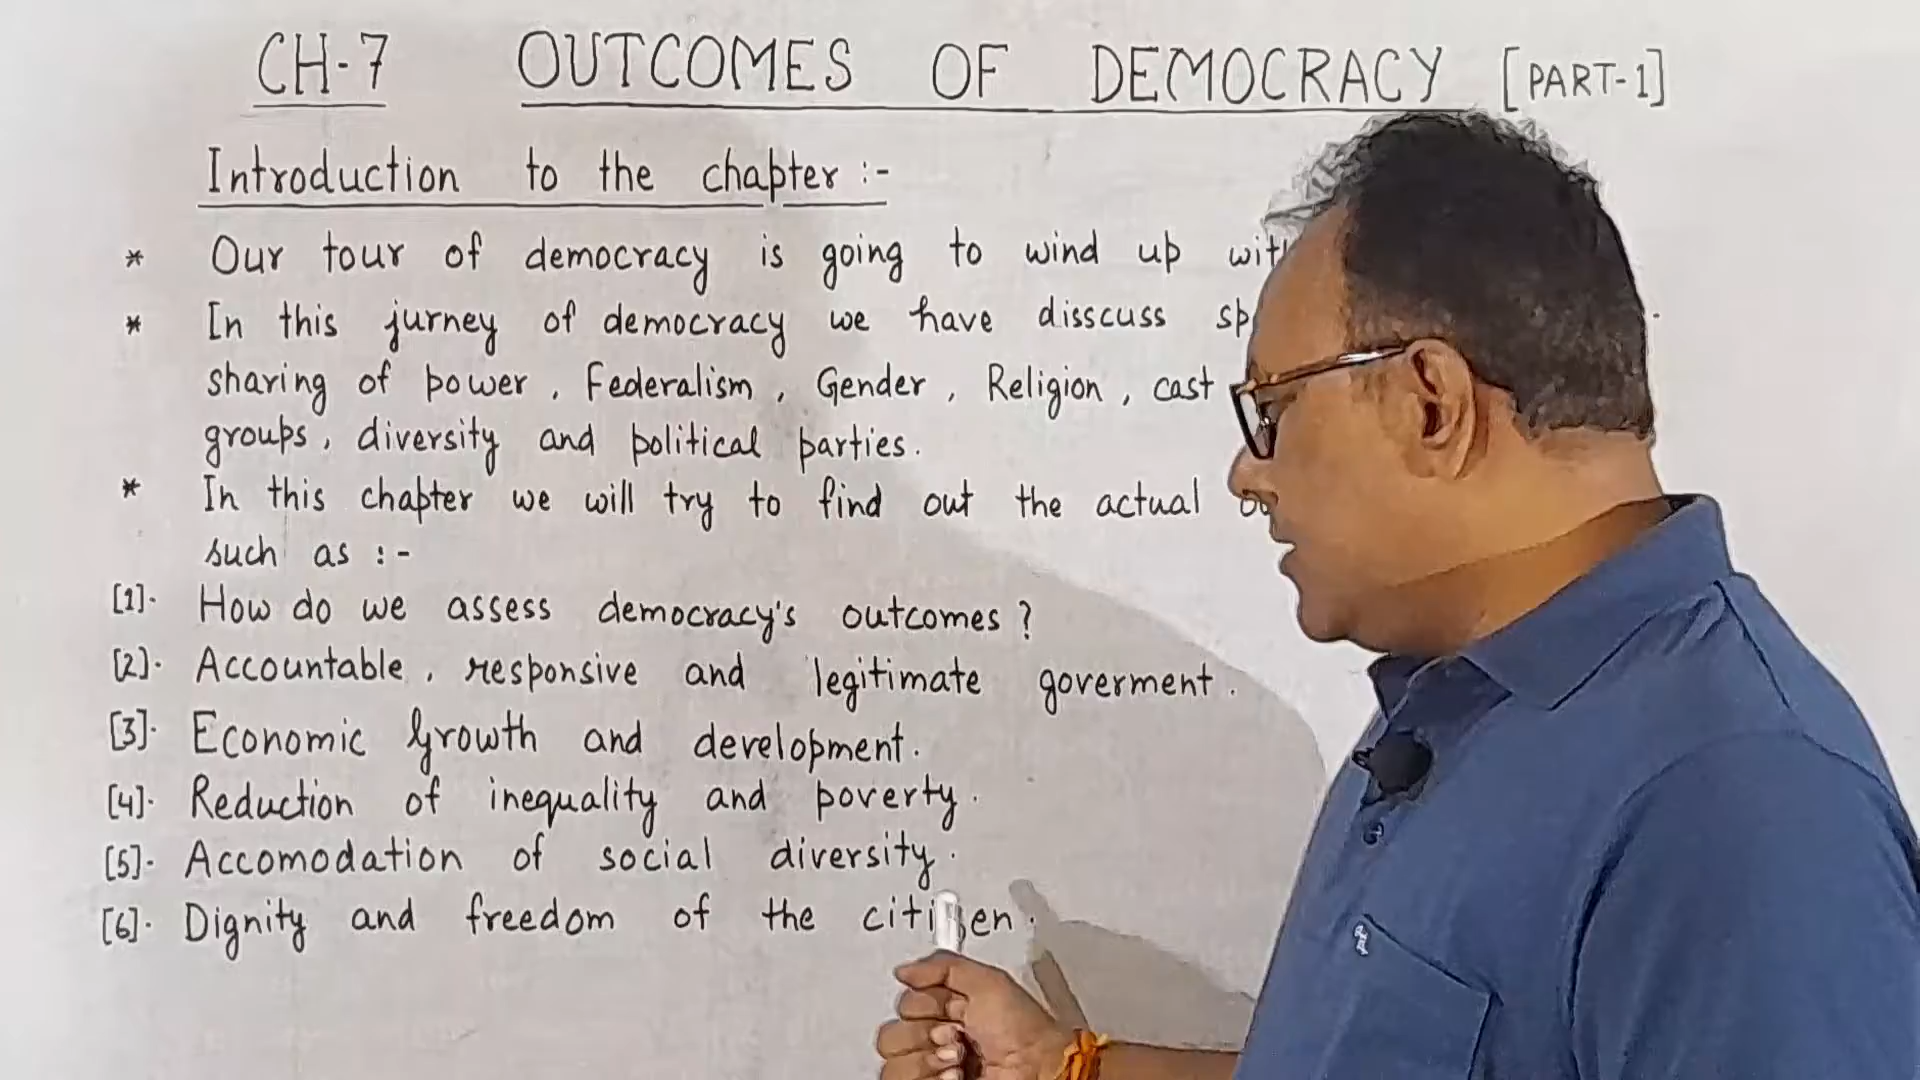 CH-7 OUTCOMES OF DEMOCRACY [PART-1]
Introduction to the chapter :-
* Our tour of democracy is going to wind up
* In this jurney of democracy we have disscuss
sharing of power, Federalism, Gender, Religion, cast
groups, diversity and political parties.
* In this chapter we will try to find out the actual
such as :-
[1]. How do we assess democracy's outcomes ?
[2]. Accountable, responsive and legitimate goverment.
[3]. Economic Growth and development.
[4]. Reduction of inequality and poverty.
[5]. Accomodation of social diversity.
[6]. Dignity and freedom of the citizen.